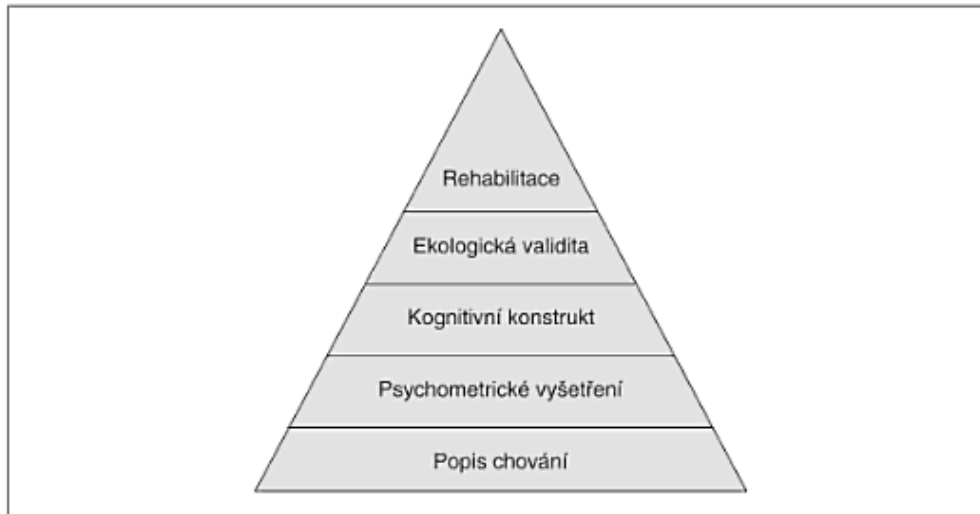 Rehabilitace
Ekologická validita
Kognitivní konstrukt
Psychometrické vyšetření
Popis chování